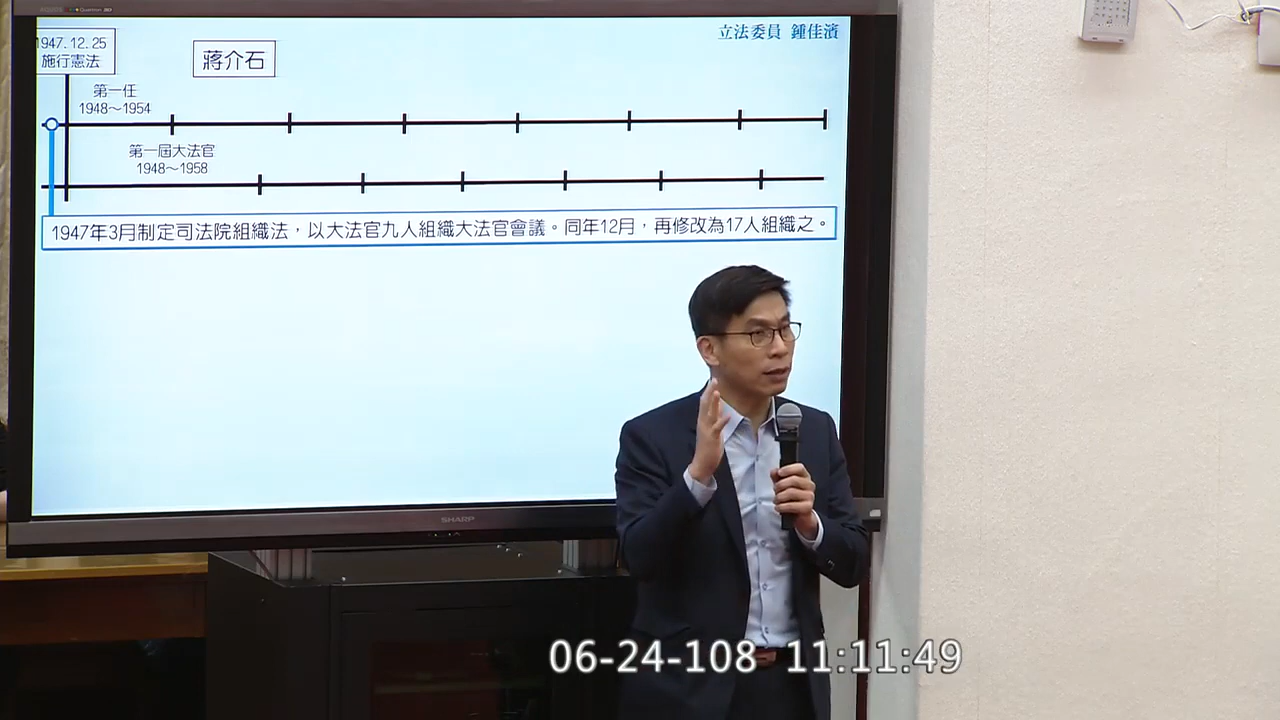 立法委員 鍾佳濱
1947.12.25
施行憲法
蔣介石
第一任
1948~1954
第一屆大法官
1948~1958
1947年3月制定司法院組織法，以大法官九人組織大法官會議。同年12月，再修改為17人組織之。
SHARP
06-24-108 11:11:49